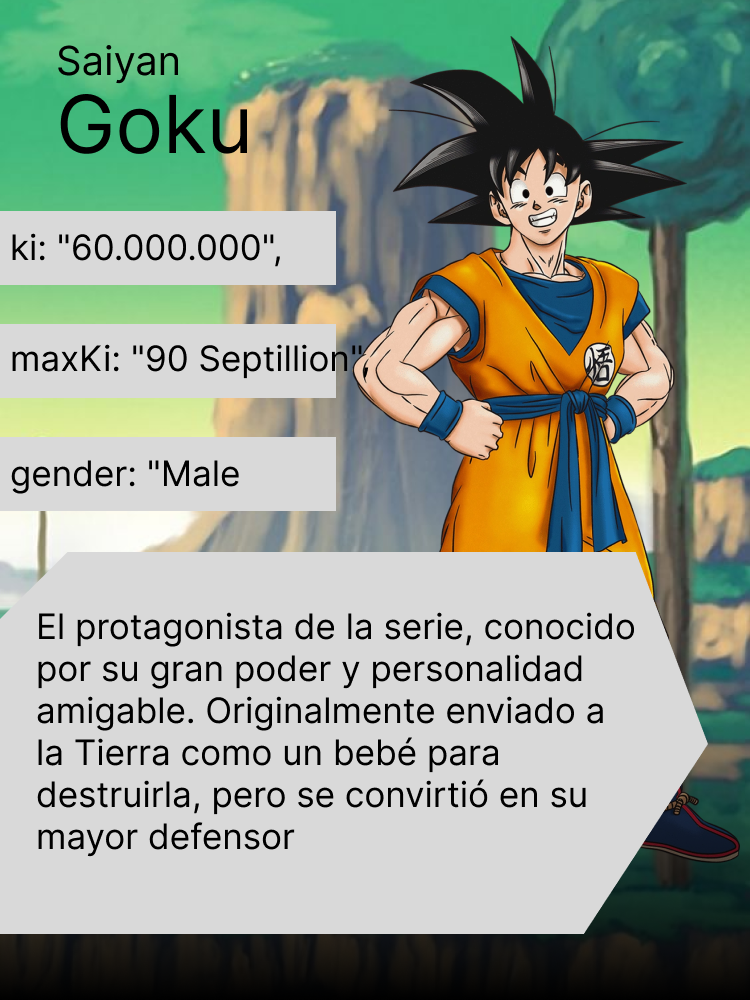 Saiyan
Goku
ki: "60.000.000",
maxKi: "90 Septillion",
悟
gender: "Male
El protagonista de la serie, conocido
por su gran poder y personalidad
amigable. Originalmente enviado a
la Tierra como un bebé para
destruirla, pero se convirtió en su
mayor defensor